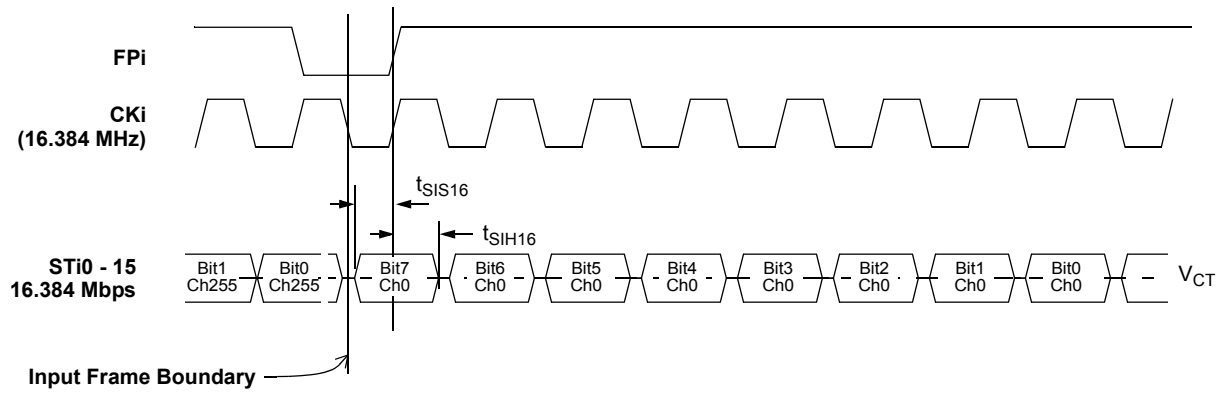 FPi
CKi
(16.384 MHz)
tSIS16
tSIH16
STi0 - 15
16.384 Mbps
Bit1
Ch255
Bit0
Ch255
Bit7
Ch0
Bit6
Ch0
Bit5
Ch0
Bit4
Ch0
Bit3
Ch0
Bit2
Ch0
Bit1
Ch0
Bit0
Ch0
VCT
Input Frame Boundary